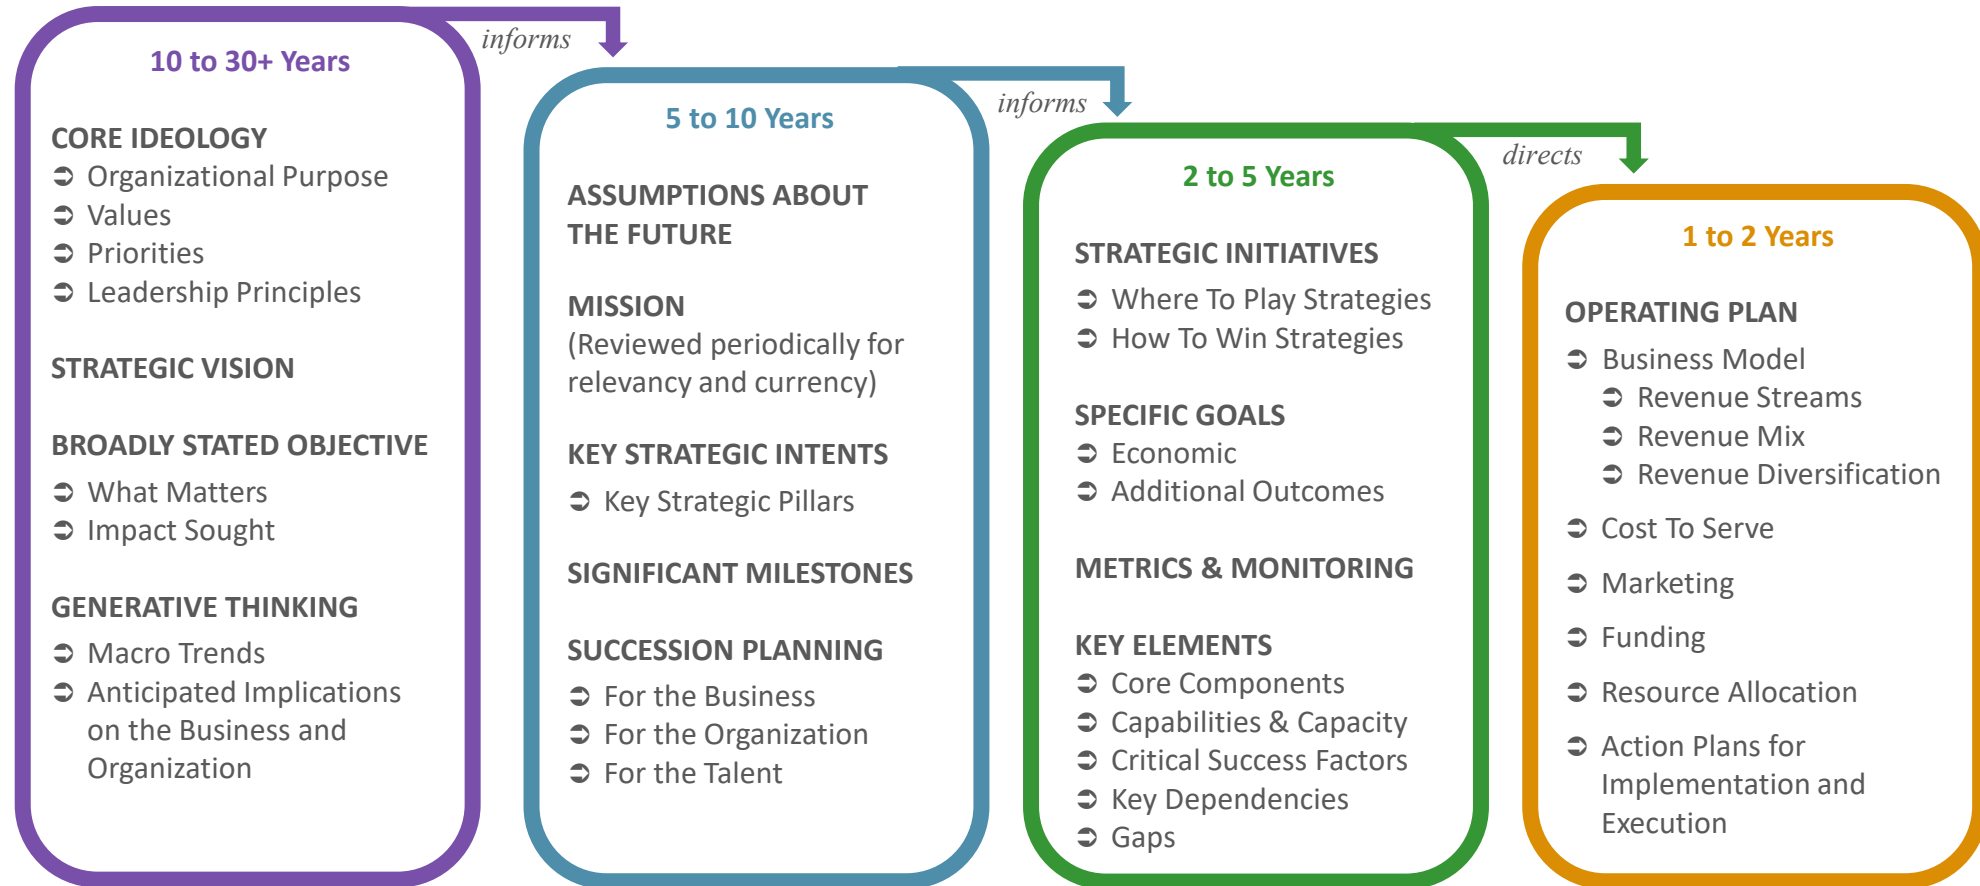 10 to 30+ Years
CORE IDEOLOGY
➲ Organizational Purpose
➲ Values
➲ Priorities
➲ Leadership Principles
STRATEGIC VISION
BROADLY STATED OBJECTIVE
➲ What Matters
➲ Impact Sought
GENERATIVE THINKING
➲ Macro Trends
➲ Anticipated Implications
on the Business and
Organization
informs
5 to 10 Years
ASSUMPTIONS ABOUT
THE FUTURE
MISSION
(Reviewed periodically for
relevancy and currency)
KEY STRATEGIC INTENTS
➲ Key Strategic Pillars
SIGNIFICANT MILESTONES
SUCCESSION PLANNING
➲ For the Business
➲ For the Organization
➲ For the Talent
informs
2 to 5 Years
STRATEGIC INITIATIVES
➲ Where To Play Strategies
➲ How To Win Strategies
SPECIFIC GOALS
➲ Economic
➲ Additional Outcomes
METRICS & MONITORING
KEY ELEMENTS
➲ Core Components
➲ Capabilities & Capacity
➲ Critical Success Factors
➲ Key Dependencies
➲ Gaps
directs
1 to 2 Years
OPERATING PLAN
➲ Business Model
➲ Revenue Streams
➲ Revenue Mix
➲ Revenue Diversification
➲ Cost To Serve
➲ Marketing
➲ Funding
➲ Resource Allocation
➲ Action Plans for
Implementation and
Execution